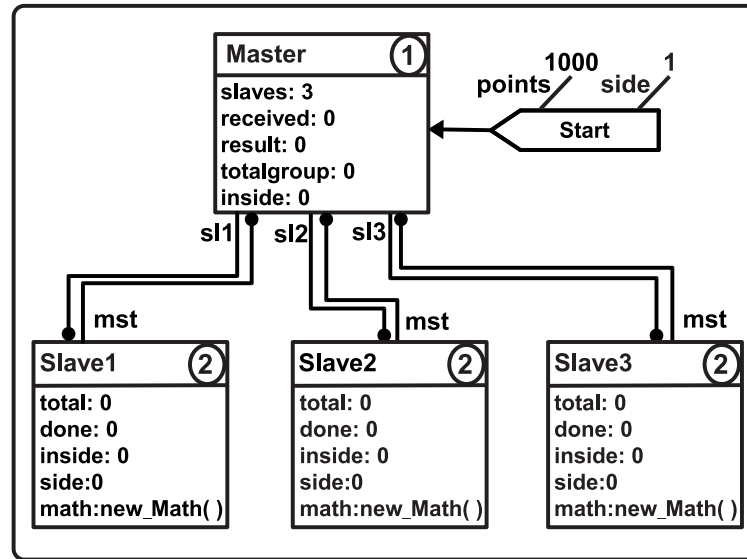 Master 1
slaves: 3
received: 0
result: 0
totalgroup: 0
inside: 0
1000 1
points side
Start
sl1 sl2 sl3
mst mst mst
Slave1 2
total: 0
done: 0
inside: 0
side:0
math:new_Math( )
Slave2 2
total: 0
done: 0
inside: 0
side:0
math:new_Math( )
Slave3 2
total: 0
done: 0
inside: 0
side:0
math:new_Math( )